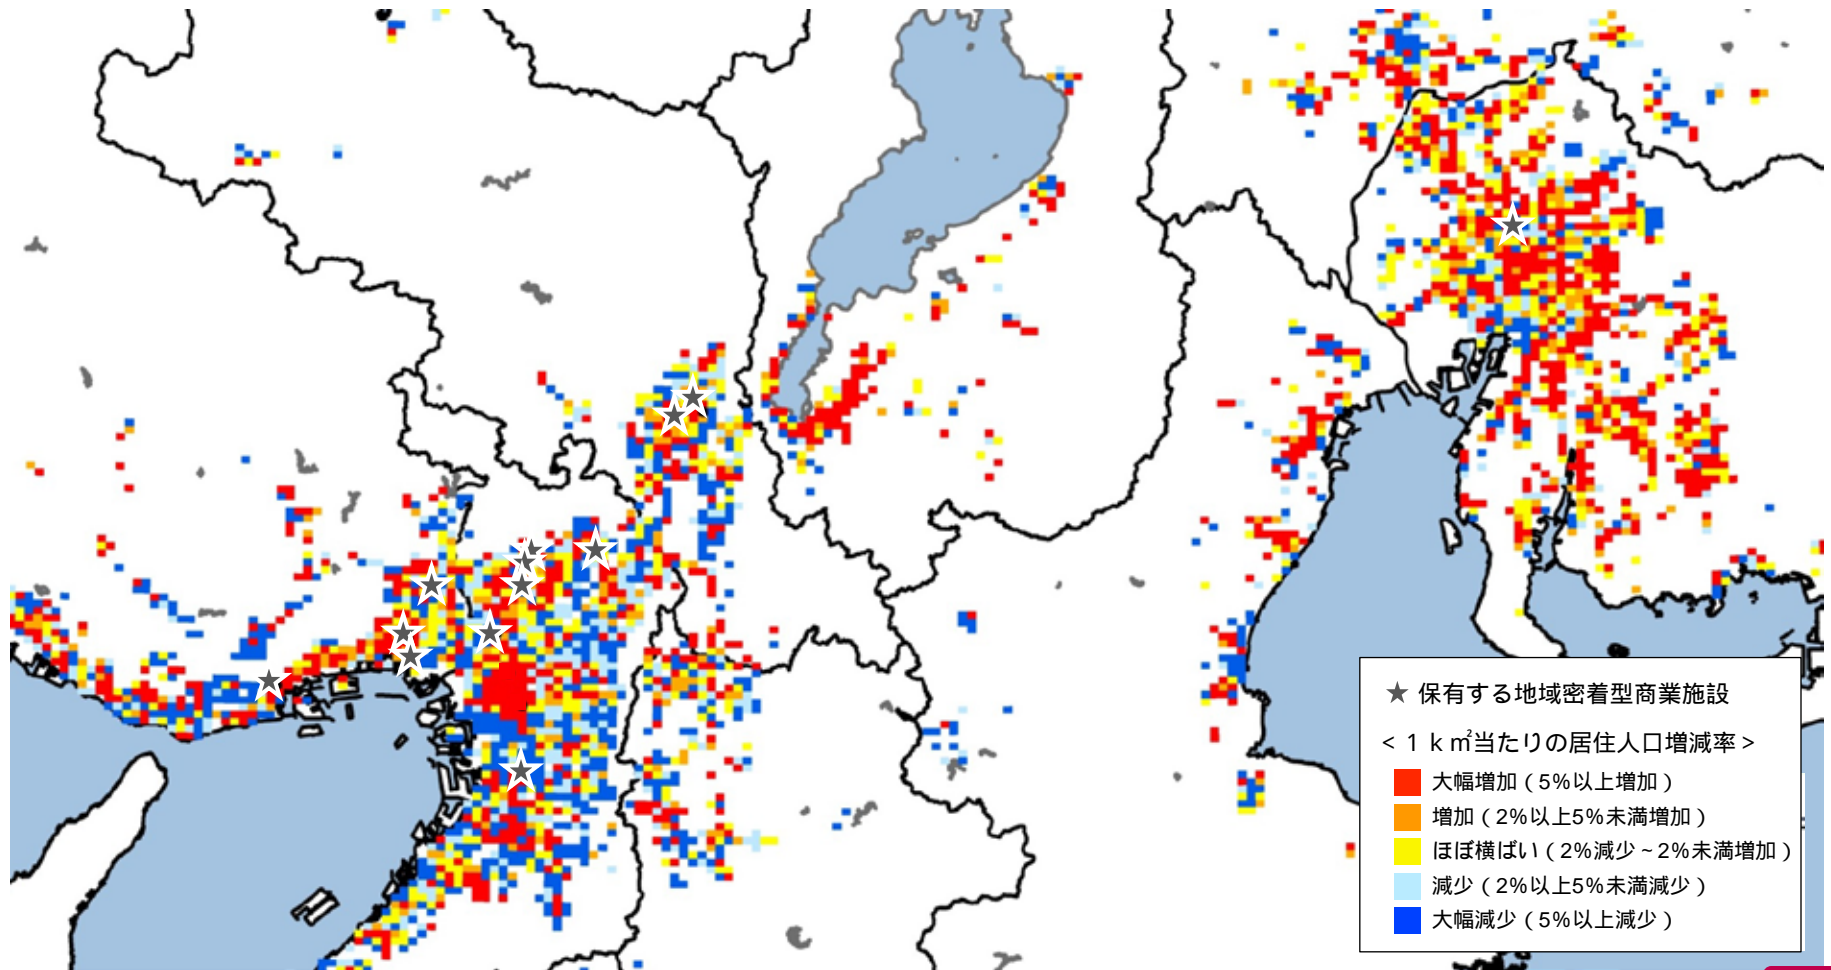 ★ 保有する地域密着型商業施設
＜１ｋ㎡当たりの居住人口増減率＞
大幅増加（5%以上増加）
増加（2%以上5%未満増加）
ほぼ横ばい（2%減少～2%未満増加）
減少（2%以上5%未満減少）
大幅減少（5%以上減少）